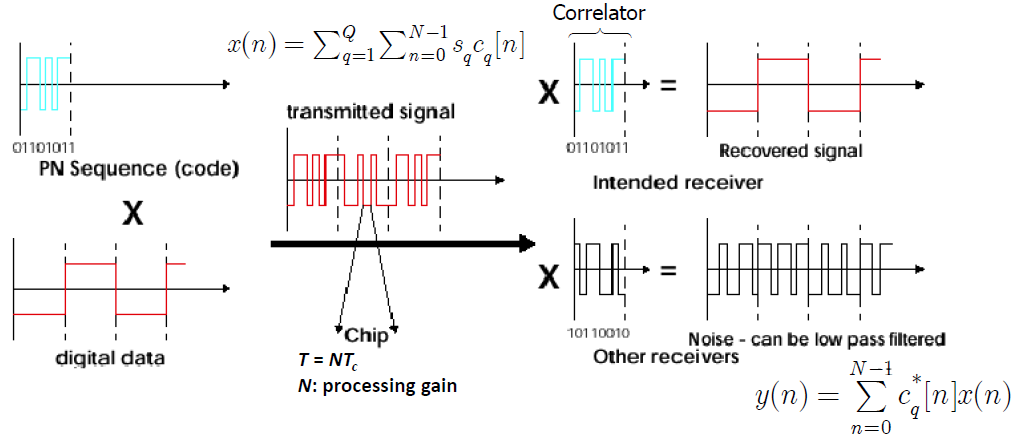 Correlator
x(n) = ∑_{q=1}^{Q} ∑_{n=0}^{N−1} s_q c_q[n]
X
=
transmitted signal
01101011
PN Sequence (code)
01101011
Recovered signal
Intended receiver
X
X
=
Chip
10110010
Noise - can be low pass filtered
digital data
Other receivers
T = NT_c
N: processing gain
y(n) = ∑_{n=0}^{N−1} c_q^*[n]x(n)